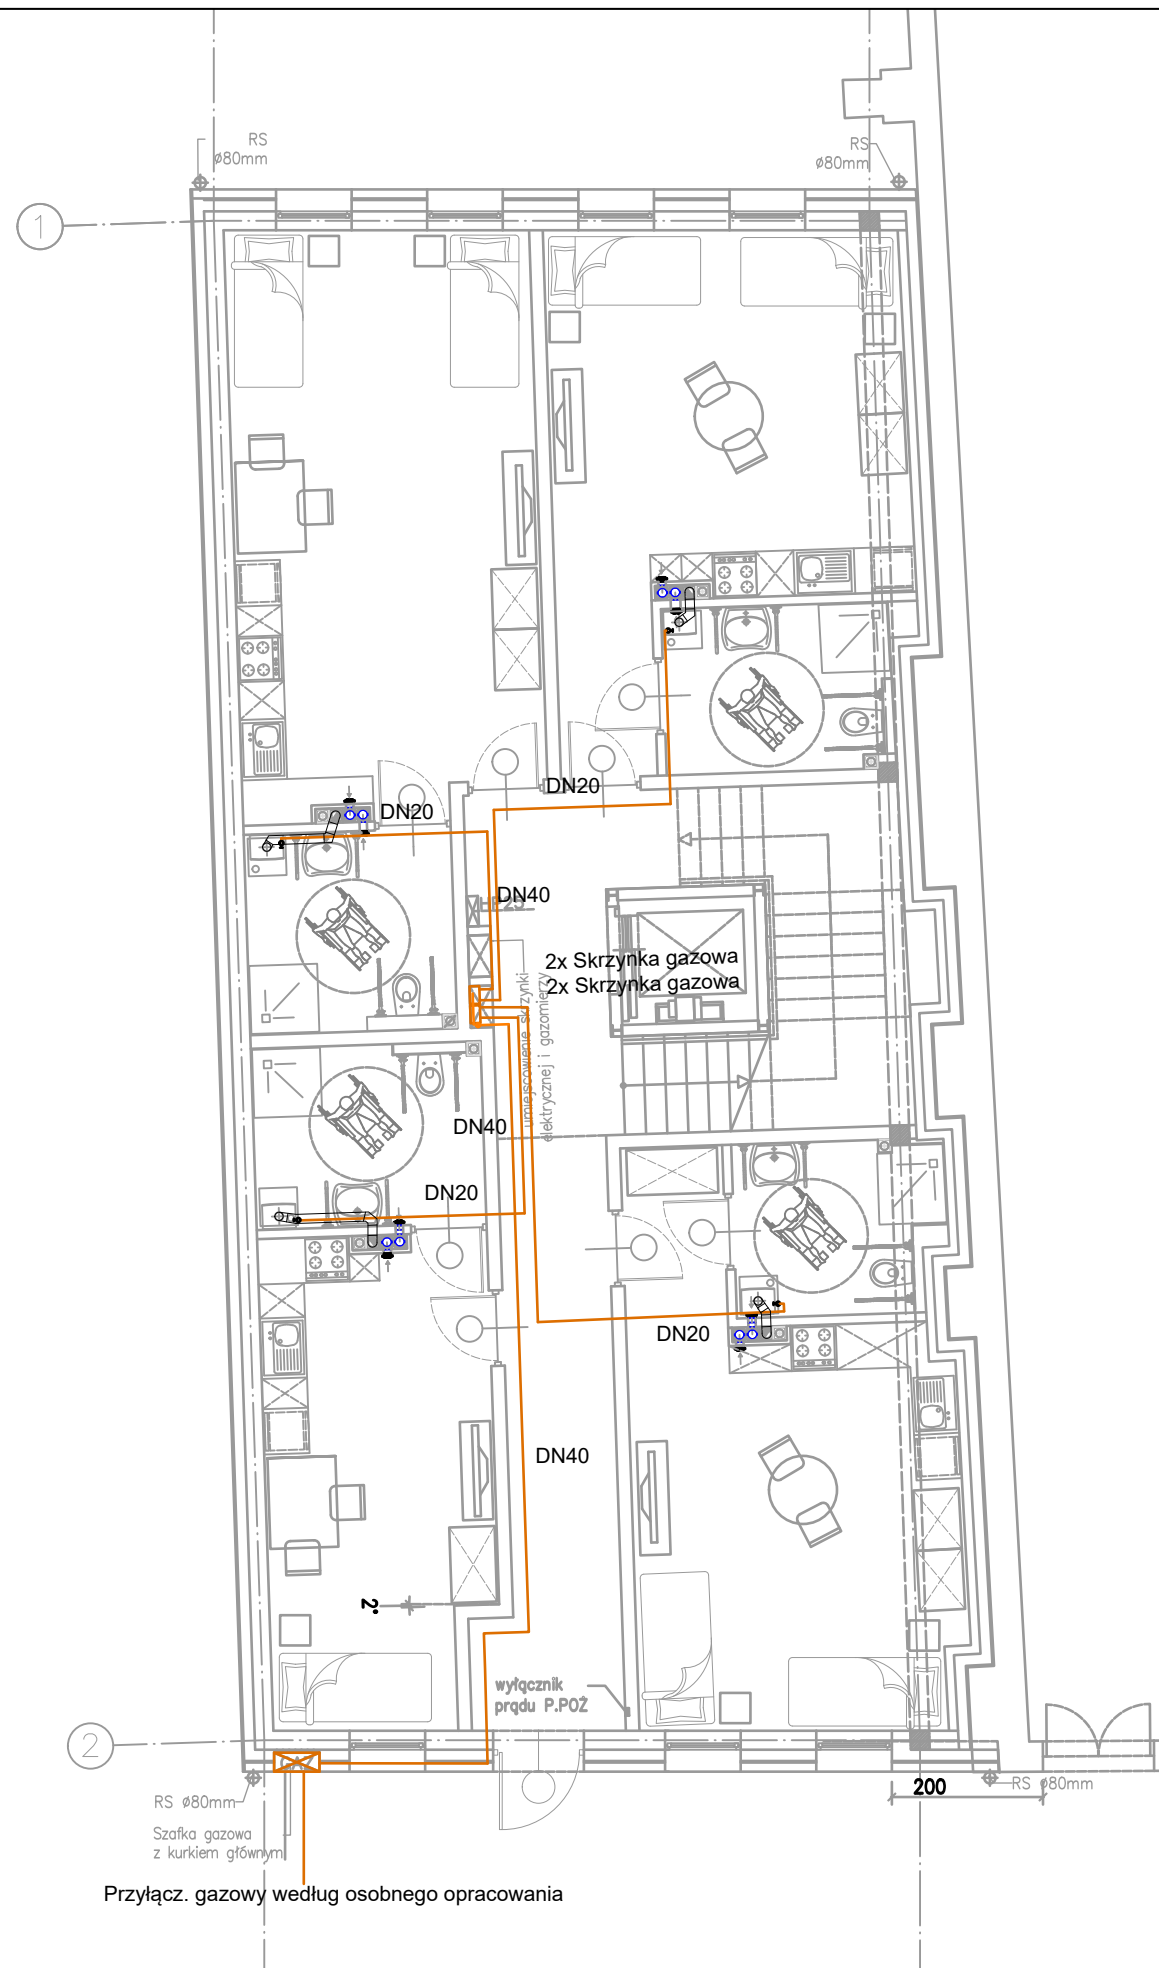 RS
ø80mm
RS
ø80mm
1
DN20
DN20
DN40
2x Skrzynka gazowa
2x Skrzynka gazowa
umiejscowienie skrzynki
elektrycznej i gazomierzy
DN40
DN20
DN20
DN40
2°
wyłącznik
prądu P.POŻ
2
200
RS ø80mm
RS ø80mm
Szafka gazowa
z kurkiem głównym
Przyłącz. gazowy według osobnego opracowania